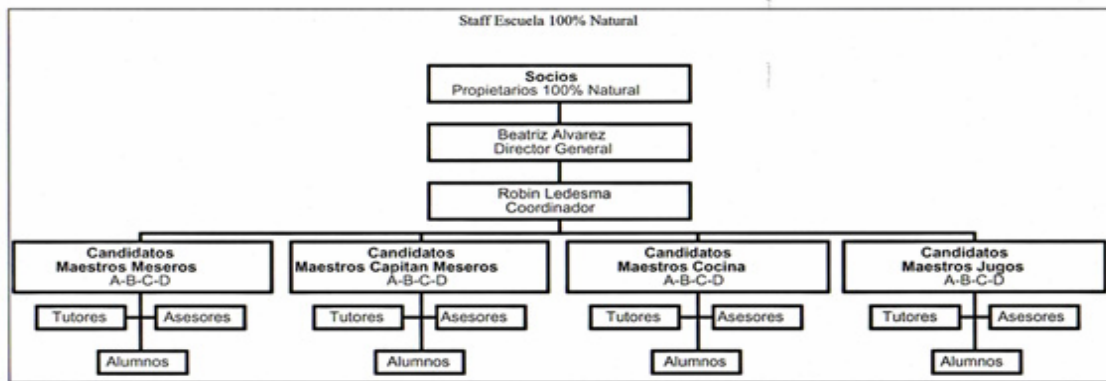 Staff Escuela 100% Natural
Socios
Propietarios 100% Natural
Beatriz Alvarez
Director General
Robin Ledesma
Coordinador
Candidatos
Maestros Meseros
A-B-C-D
Candidatos
Maestros Capitan Meseros
A-B-C-D
Candidatos
Maestros Cocina
A-B-C-D
Candidatos
Maestros Jugos
A-B-C-D
Tutores
Asesores
Tutores
Asesores
Tutores
Asesores
Tutores
Asesores
Alumnos
Alumnos
Alumnos
Alumnos